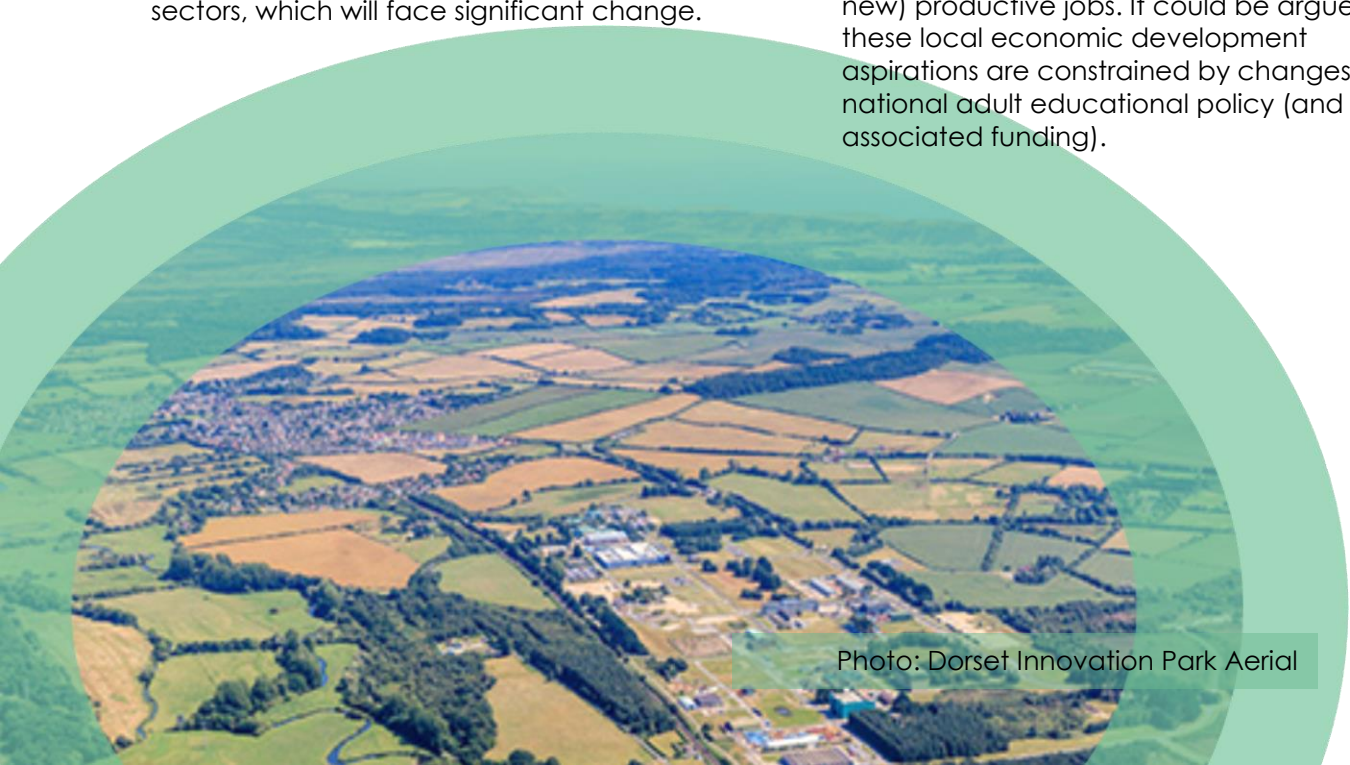 sectors, which will face significant change.
new) productive jobs. It could be argue
these local economic development
aspirations are constrained by changes
national adult educational policy (and
associated funding).
Photo: Dorset Innovation Park Aerial